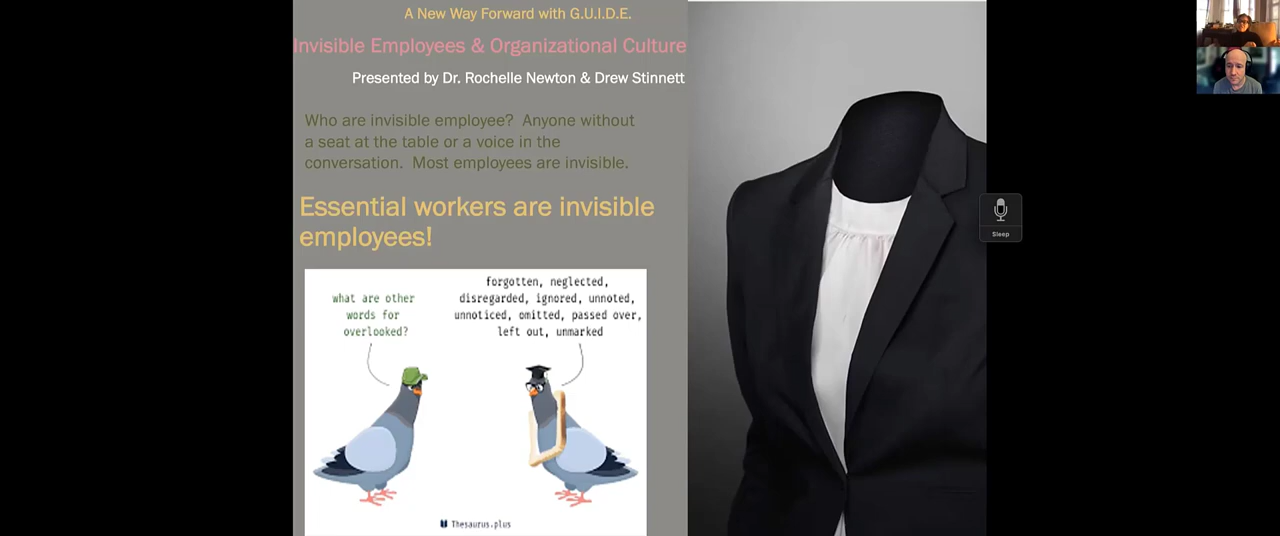 A New Way Forward with G.U.I.D.E.
Invisible Employees & Organizational Culture
Presented by Dr. Rochelle Newton & Drew Stinnett
Who are invisible employee?  Anyone without
a seat at the table or a voice in the
conversation.  Most employees are invisible.
Essential workers are invisible
employees!
what are other
words for
overlooked?
forgotten, neglected,
disregarded, ignored, unnoted,
unnoticed, omitted, passed over,
left out, unmarked
Thesaurus.plus
Sleep